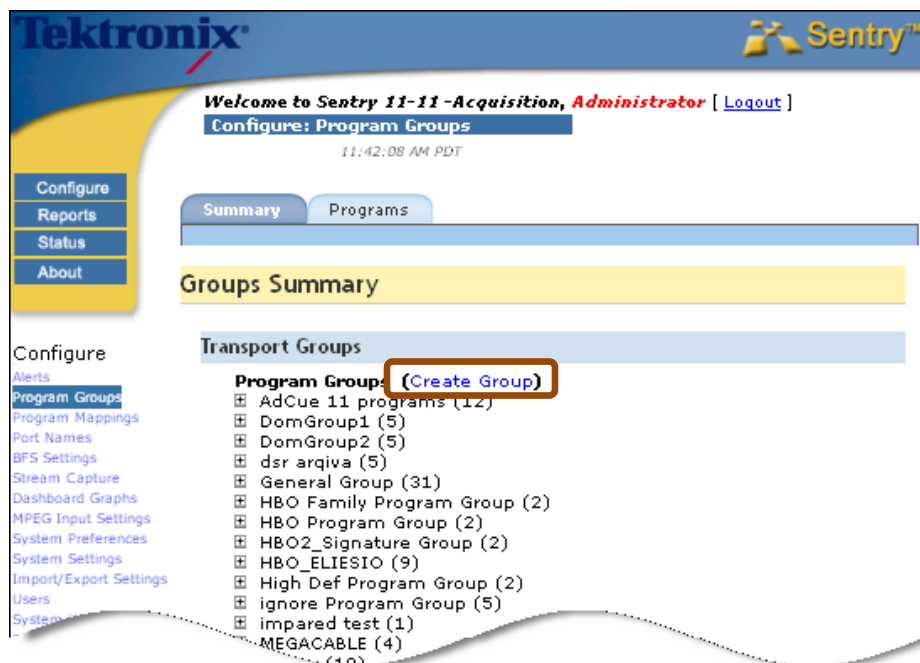 Tektronix
Sentry™
Welcome to Sentry 11-11 -Acquisition, Administrator [ Logout ]
Configure: Program Groups
11:42:08 AM PDT
Configure
Reports
Status
About
Summary
Programs
Groups Summary
Configure
Alerts
Program Groups
Program Mappings
Port Names
BFS Settings
Stream Capture
Dashboard Graphs
MPEG Input Settings
System Preferences
System Settings
Import/Export Settings
Users
System
Transport Groups
Program Groups (Create Group)
AdCue 11 programs (12)
DomGroup1 (5)
DomGroup2 (5)
dsr arqiva (5)
General Group (31)
HBO Family Program Group (2)
HBO Program Group (2)
HBO2_Signature Group (2)
HBO_ELIESIO (9)
High Def Program Group (2)
ignore Program Group (5)
impared test (1)
MEGACABLE (4)